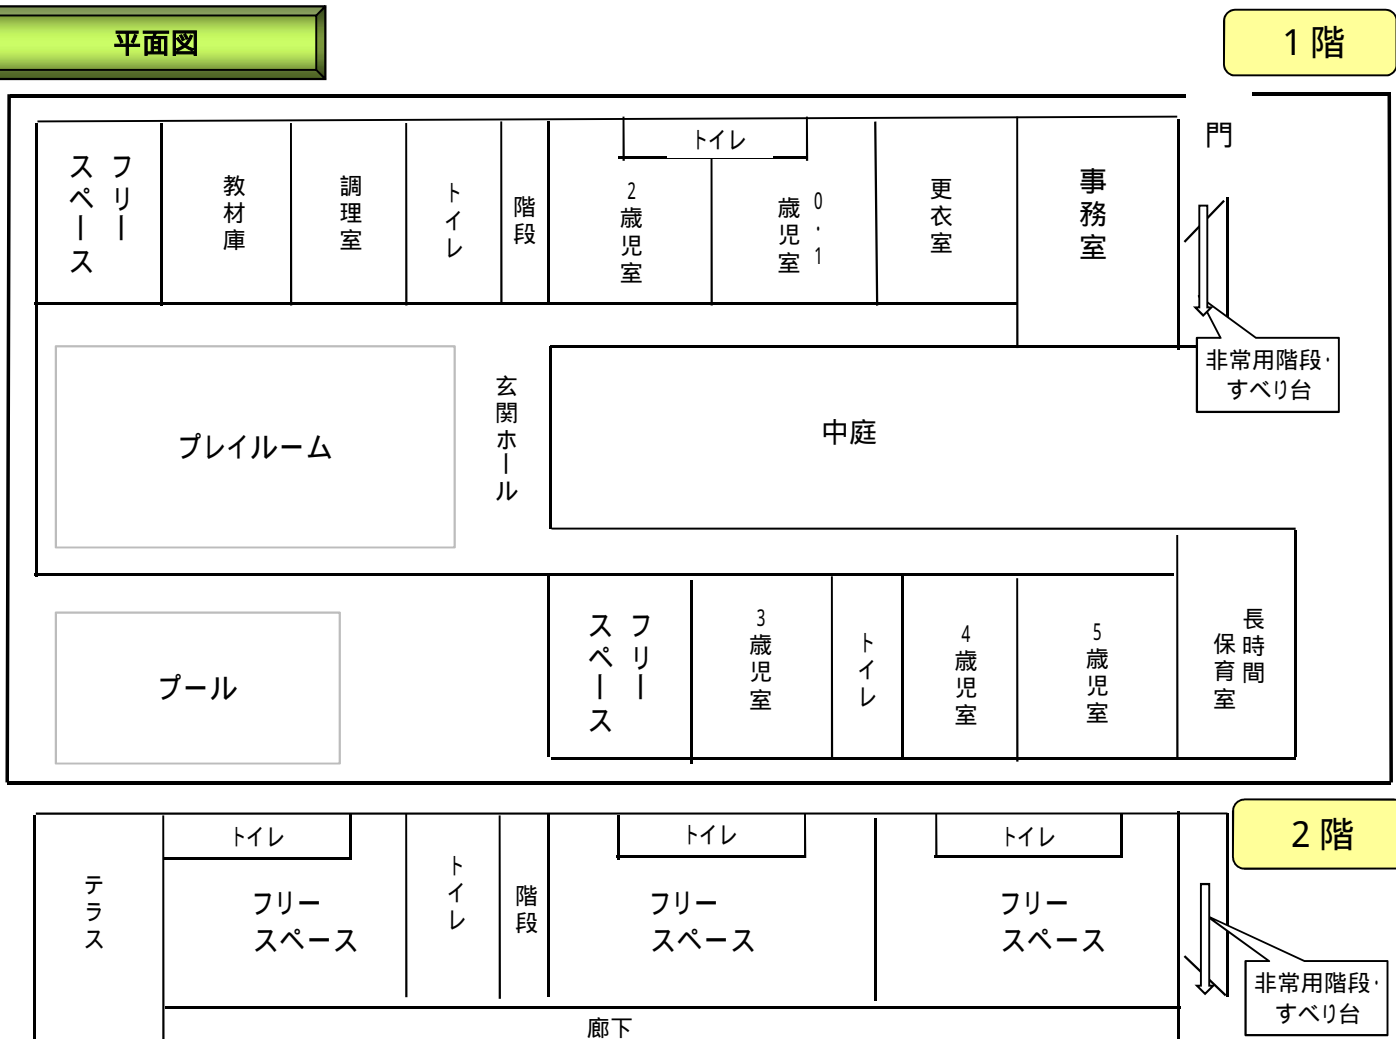 平面図
1階
門
フリー
スペース
教材庫
調理室
トイレ
階段
トイレ
2歳児室
0・1
歳児室
更衣室
事務室
非常用階段・
すべり台
プレイルーム
玄関ホール
中庭
プール
フリー
スペース
3歳児室
トイレ
4歳児室
5歳児室
長時間
保育室
2階
テラス
トイレ
フリー
スペース
トイレ
階段
トイレ
フリー
スペース
トイレ
フリー
スペース
非常用階段・
すべり台
廊下